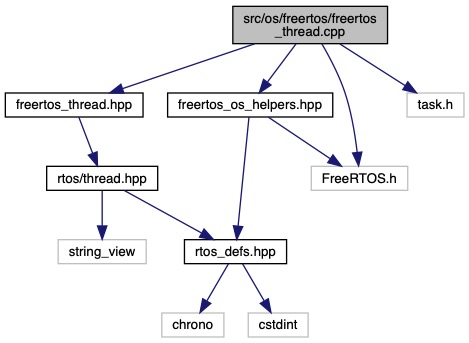 src/os/freertos/freertos
_thread.cpp
freertos_thread.hpp
freertos_os_helpers.hpp
task.h
rtos/thread.hpp
FreeRTOS.h
string_view
rtos_defs.hpp
chrono
cstdint